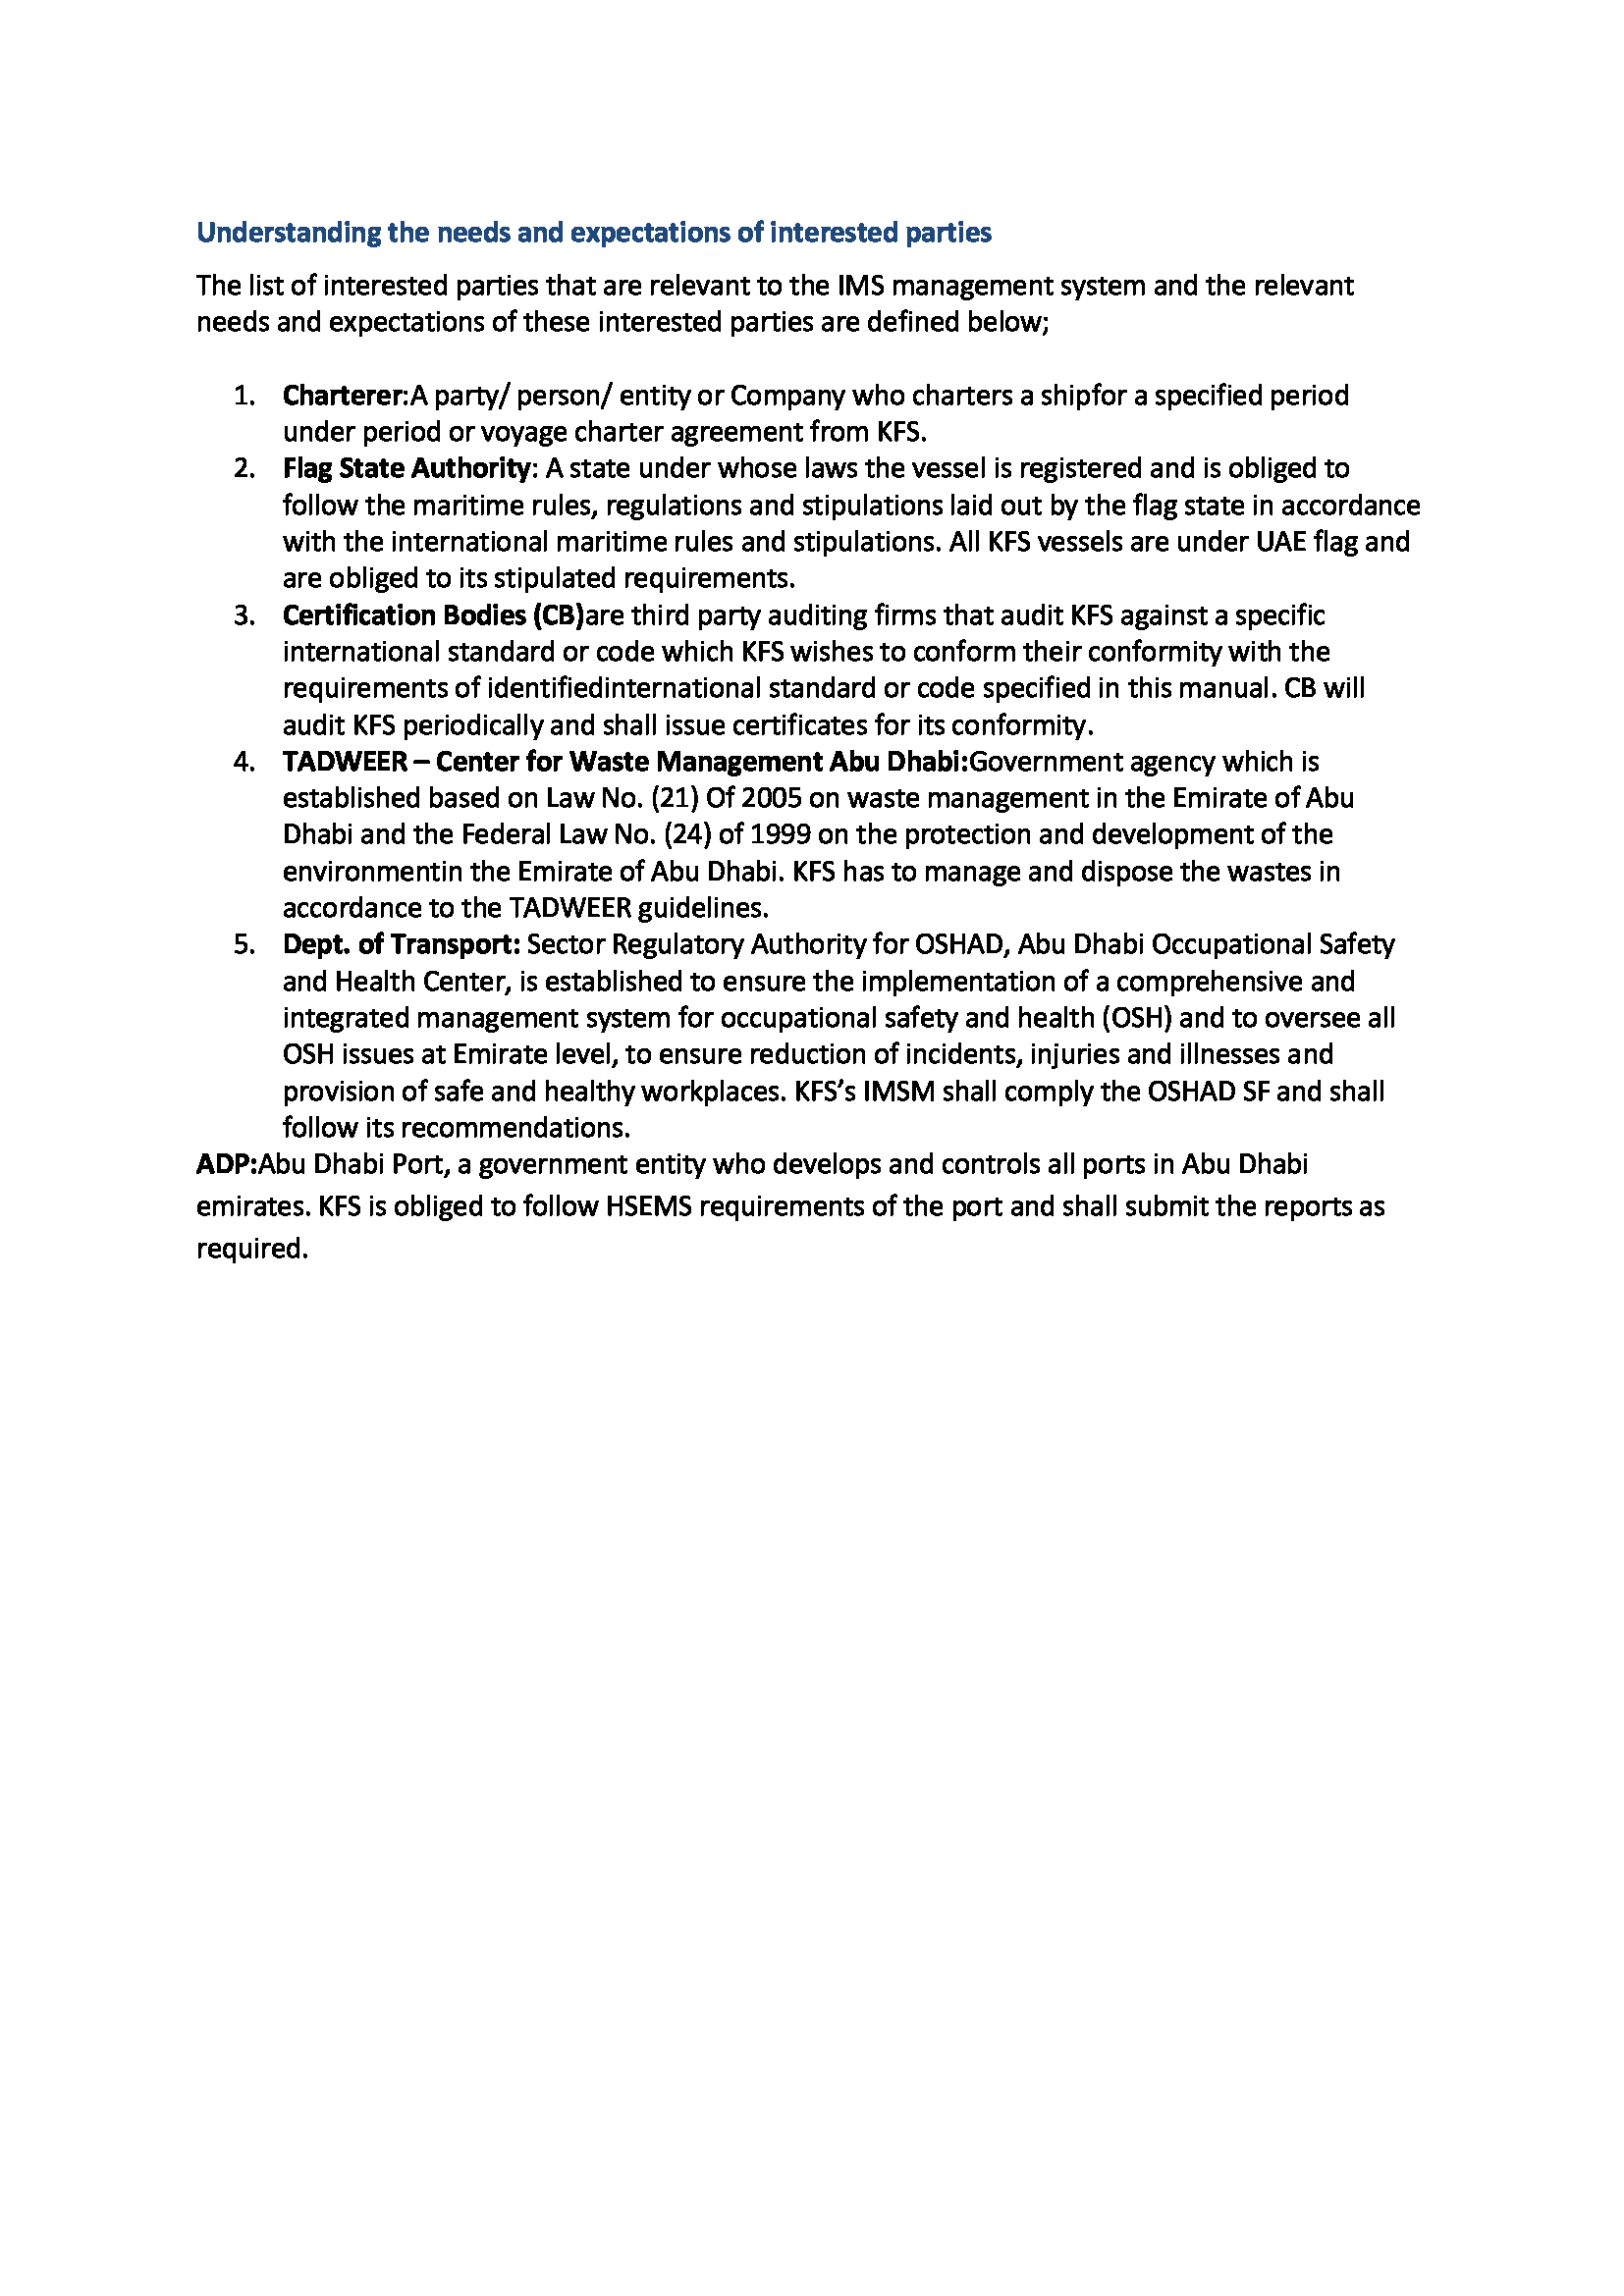 Understanding the needs and expectations of interested parties
The list of interested parties that are relevant to the IMS management system and the relevant
needs and expectations of these interested parties are defined below;
1. Charterer:A party/ person/ entity or Company who charters a shipfor a specified period
under period or voyage charter agreement from KFS.
2. Flag State Authority: A state under whose laws the vessel is registered and is obliged to
follow the maritime rules, regulations and stipulations laid out by the flag state in accordance
with the international maritime rules and stipulations. All KFS vessels are under UAE flag and
are obliged to its stipulated requirements.
3. Certification Bodies (CB)are third party auditing firms that audit KFS against a specific
international standard or code which KFS wishes to conform their conformity with the
requirements of identifiedinternational standard or code specified in this manual. CB will
audit KFS periodically and shall issue certificates for its conformity.
4. TADWEER – Center for Waste Management Abu Dhabi:Government agency which is
established based on Law No. (21) Of 2005 on waste management in the Emirate of Abu
Dhabi and the Federal Law No. (24) of 1999 on the protection and development of the
environmentin the Emirate of Abu Dhabi. KFS has to manage and dispose the wastes in
accordance to the TADWEER guidelines.
5. Dept. of Transport: Sector Regulatory Authority for OSHAD, Abu Dhabi Occupational Safety
and Health Center, is established to ensure the implementation of a comprehensive and
integrated management system for occupational safety and health (OSH) and to oversee all
OSH issues at Emirate level, to ensure reduction of incidents, injuries and illnesses and
provision of safe and healthy workplaces. KFS’s IMSM shall comply the OSHAD SF and shall
follow its recommendations.
ADP:Abu Dhabi Port, a government entity who develops and controls all ports in Abu Dhabi
emirates. KFS is obliged to follow HSEMS requirements of the port and shall submit the reports as
required.